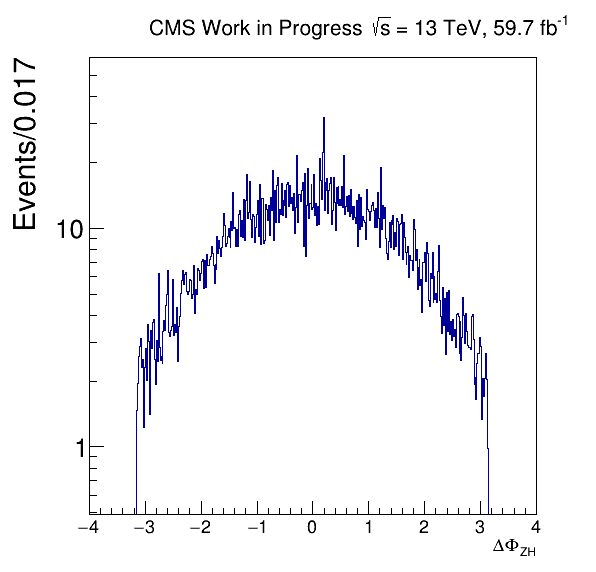 CMS Work in Progress √s = 13 TeV, 59.7 fb⁻¹
Events/0.017
10
1
−4 −3 −2 −1 0 1 2 3 4
ΔΦ_ZH